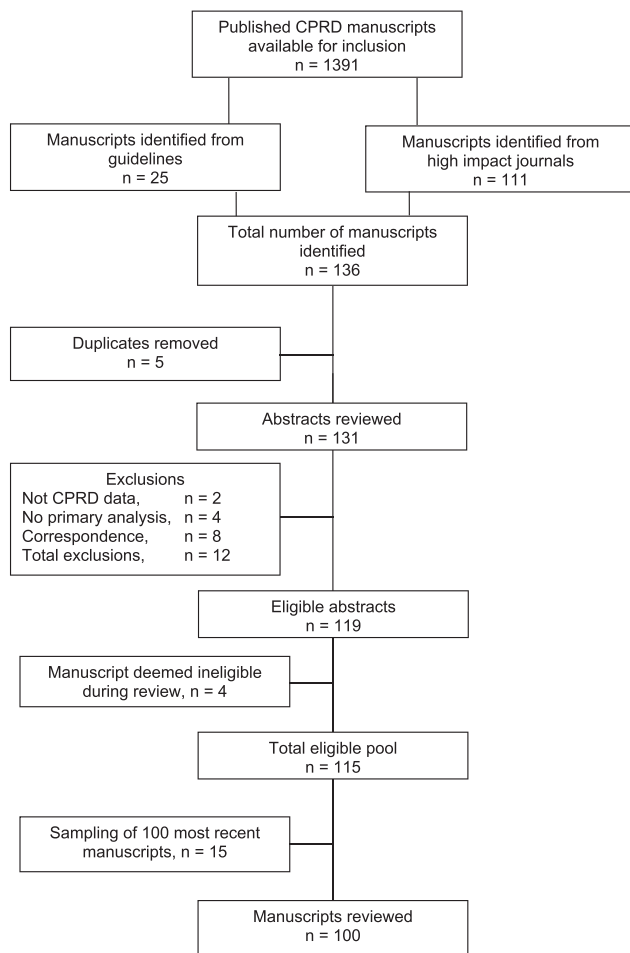 Published CPRD manuscripts
available for inclusion
n = 1391
Manuscripts identified from
guidelines
n = 25
Manuscripts identified from
high impact journals
n = 111
Total number of manuscripts
identified
n = 136
Duplicates removed
n = 5
Abstracts reviewed
n = 131
Exclusions
Not CPRD data, n = 2
No primary analysis, n = 4
Correspondence, n = 8
Total exclusions, n = 12
Eligible abstracts
n = 119
Manuscript deemed ineligible
during review, n = 4
Total eligible pool
n = 115
Sampling of 100 most recent
manuscripts, n = 15
Manuscripts reviewed
n = 100